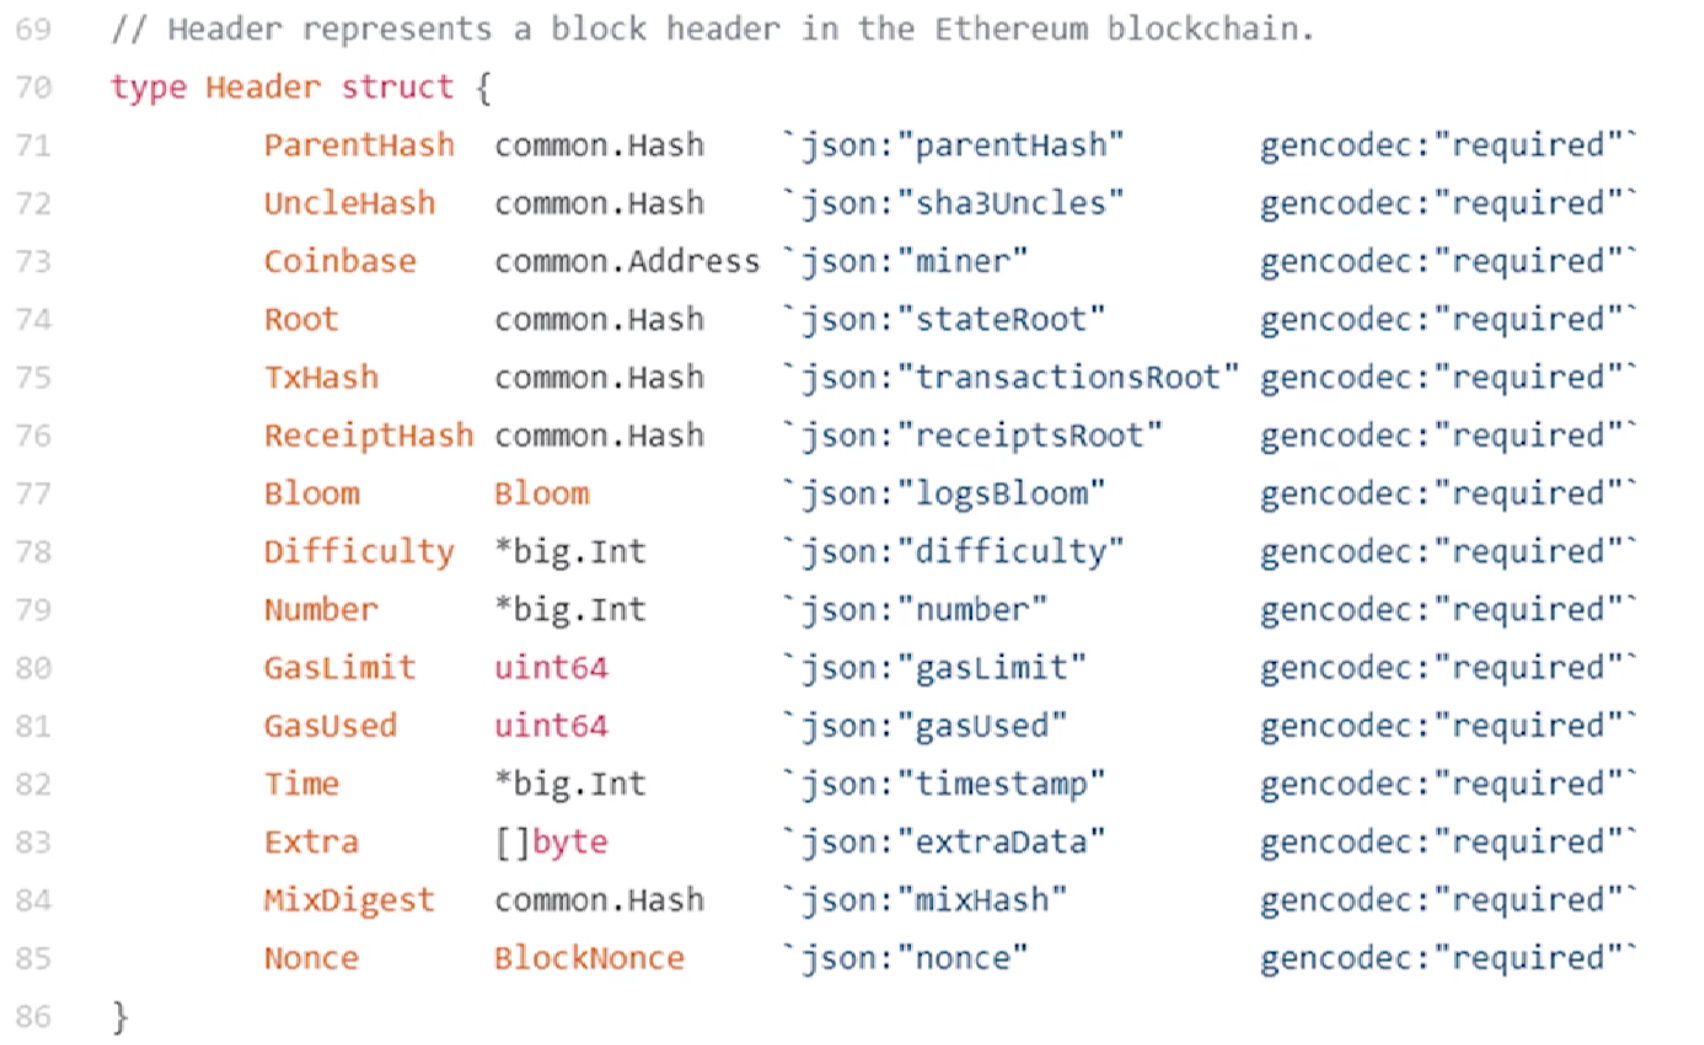 69 // Header represents a block header in the Ethereum blockchain.
70 type Header struct {
71 ParentHash common.Hash `json:"parentHash" gencodec:"required"`
72 UncleHash common.Hash `json:"sha3Uncles" gencodec:"required"`
73 Coinbase common.Address `json:"miner" gencodec:"required"`
74 Root common.Hash `json:"stateRoot" gencodec:"required"`
75 TxHash common.Hash `json:"transactionsRoot" gencodec:"required"`
76 ReceiptHash common.Hash `json:"receiptsRoot" gencodec:"required"`
77 Bloom Bloom `json:"logsBloom" gencodec:"required"`
78 Difficulty *big.Int `json:"difficulty" gencodec:"required"`
79 Number *big.Int `json:"number" gencodec:"required"`
80 GasLimit uint64 `json:"gasLimit" gencodec:"required"`
81 GasUsed uint64 `json:"gasUsed" gencodec:"required"`
82 Time *big.Int `json:"timestamp" gencodec:"required"`
83 Extra []byte `json:"extraData" gencodec:"required"`
84 MixDigest common.Hash `json:"mixHash" gencodec:"required"`
85 Nonce BlockNonce `json:"nonce" gencodec:"required"`
86 }